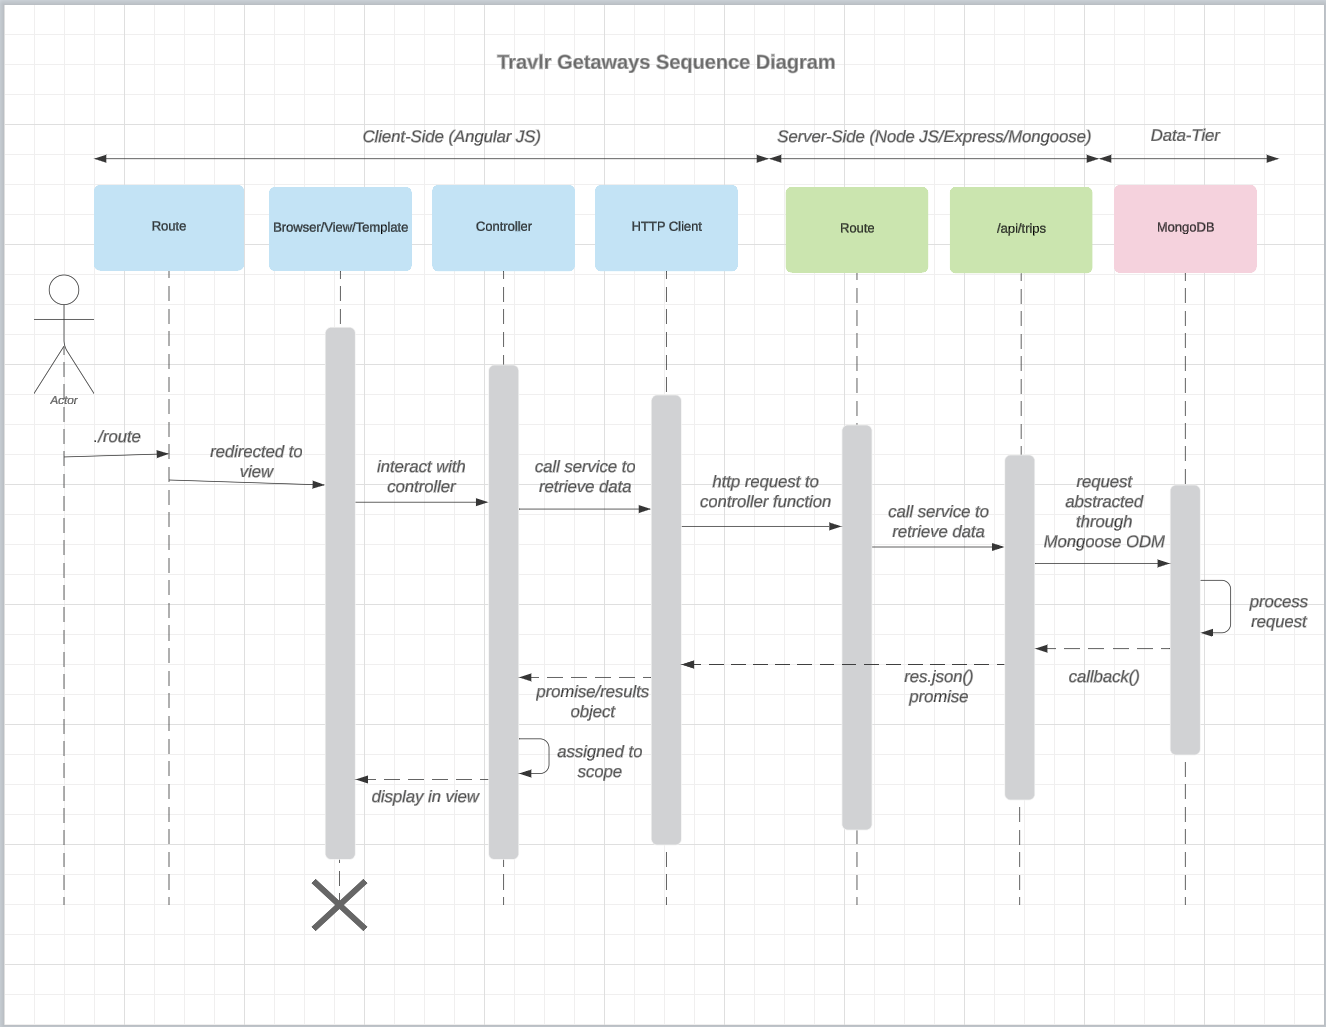 Travlr Getaways Sequence Diagram
Client-Side (Angular JS)
Server-Side (Node JS/Express/Mongoose)
Data-Tier
Route
Browser/View/Template
Controller
HTTP Client
Route
/api/trips
MongoDB
Actor
./route
redirected to
view
interact with
controller
call service to
retrieve data
http request to
controller function
call service to
retrieve data
request
abstracted
through
Mongoose ODM
process
request
callback()
res.json()
promise
promise/results
object
assigned to
scope
display in view